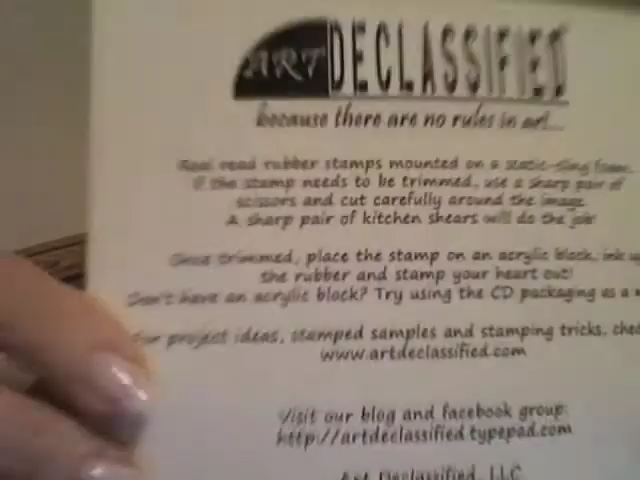 ART DECLASSIFIED
because there are no rules in art...
Real read rubber stamps mounted on a static-cling foam.
If the stamp needs to be trimmed, use a sharp pair of
scissors and cut carefully around the image.
A sharp pair of kitchen shears will do the job!
Once trimmed, place the stamp on an acrylic block, ink up
the rubber and stamp your heart out!
Don't have an acrylic block? Try using the CD packaging as a
For project ideas, stamped samples and stamping tricks, chec
www.artdeclassified.com
Visit our blog and facebook group:
http://artdeclassified.typepad.com
Art Declassified, LLC